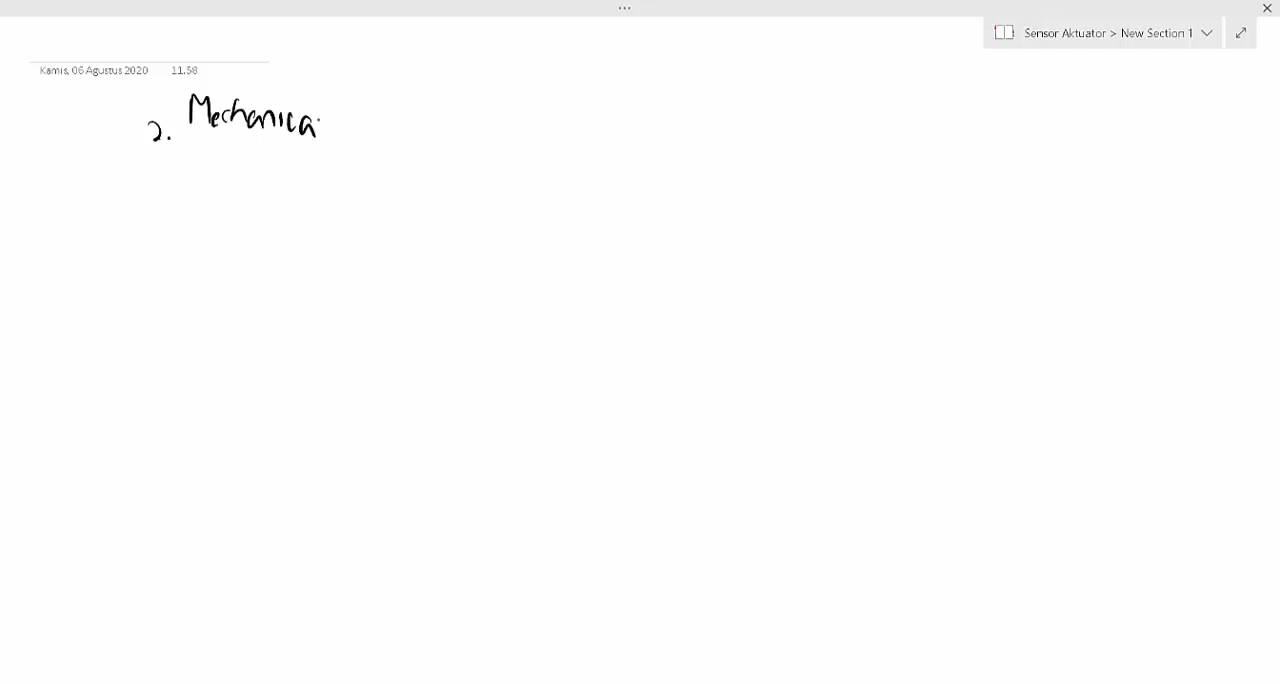 Sensor Aktuator > New Section 1
Kamis, 06 Agustus 2020 11.58
2. Mechanica